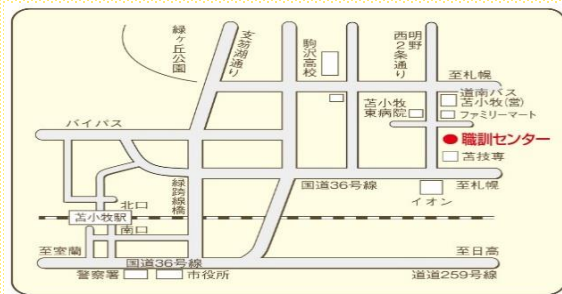 緑ヶ丘公園
支笏湖通り
駒沢高校
明野
西2条通り
至札幌
道南バス
苫小牧(営)
ファミリーマート
苫小牧
東病院
バイパス
職訓センター
苫技専
緑跨線橋
国道36号線
至札幌
イオン
北口
苫小牧駅
南口
至室蘭
至日高
国道36号線
警察署
市役所
道道259号線